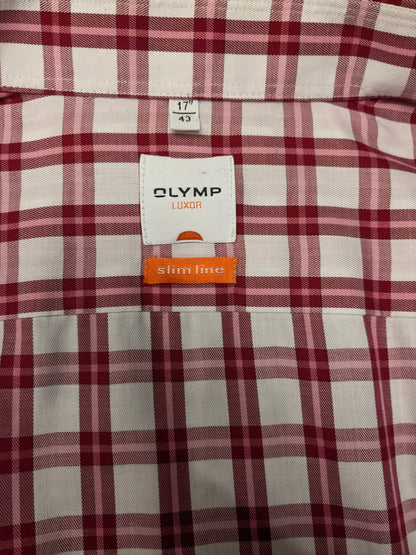 17"
43
OLYMP
LUXOR
slim line